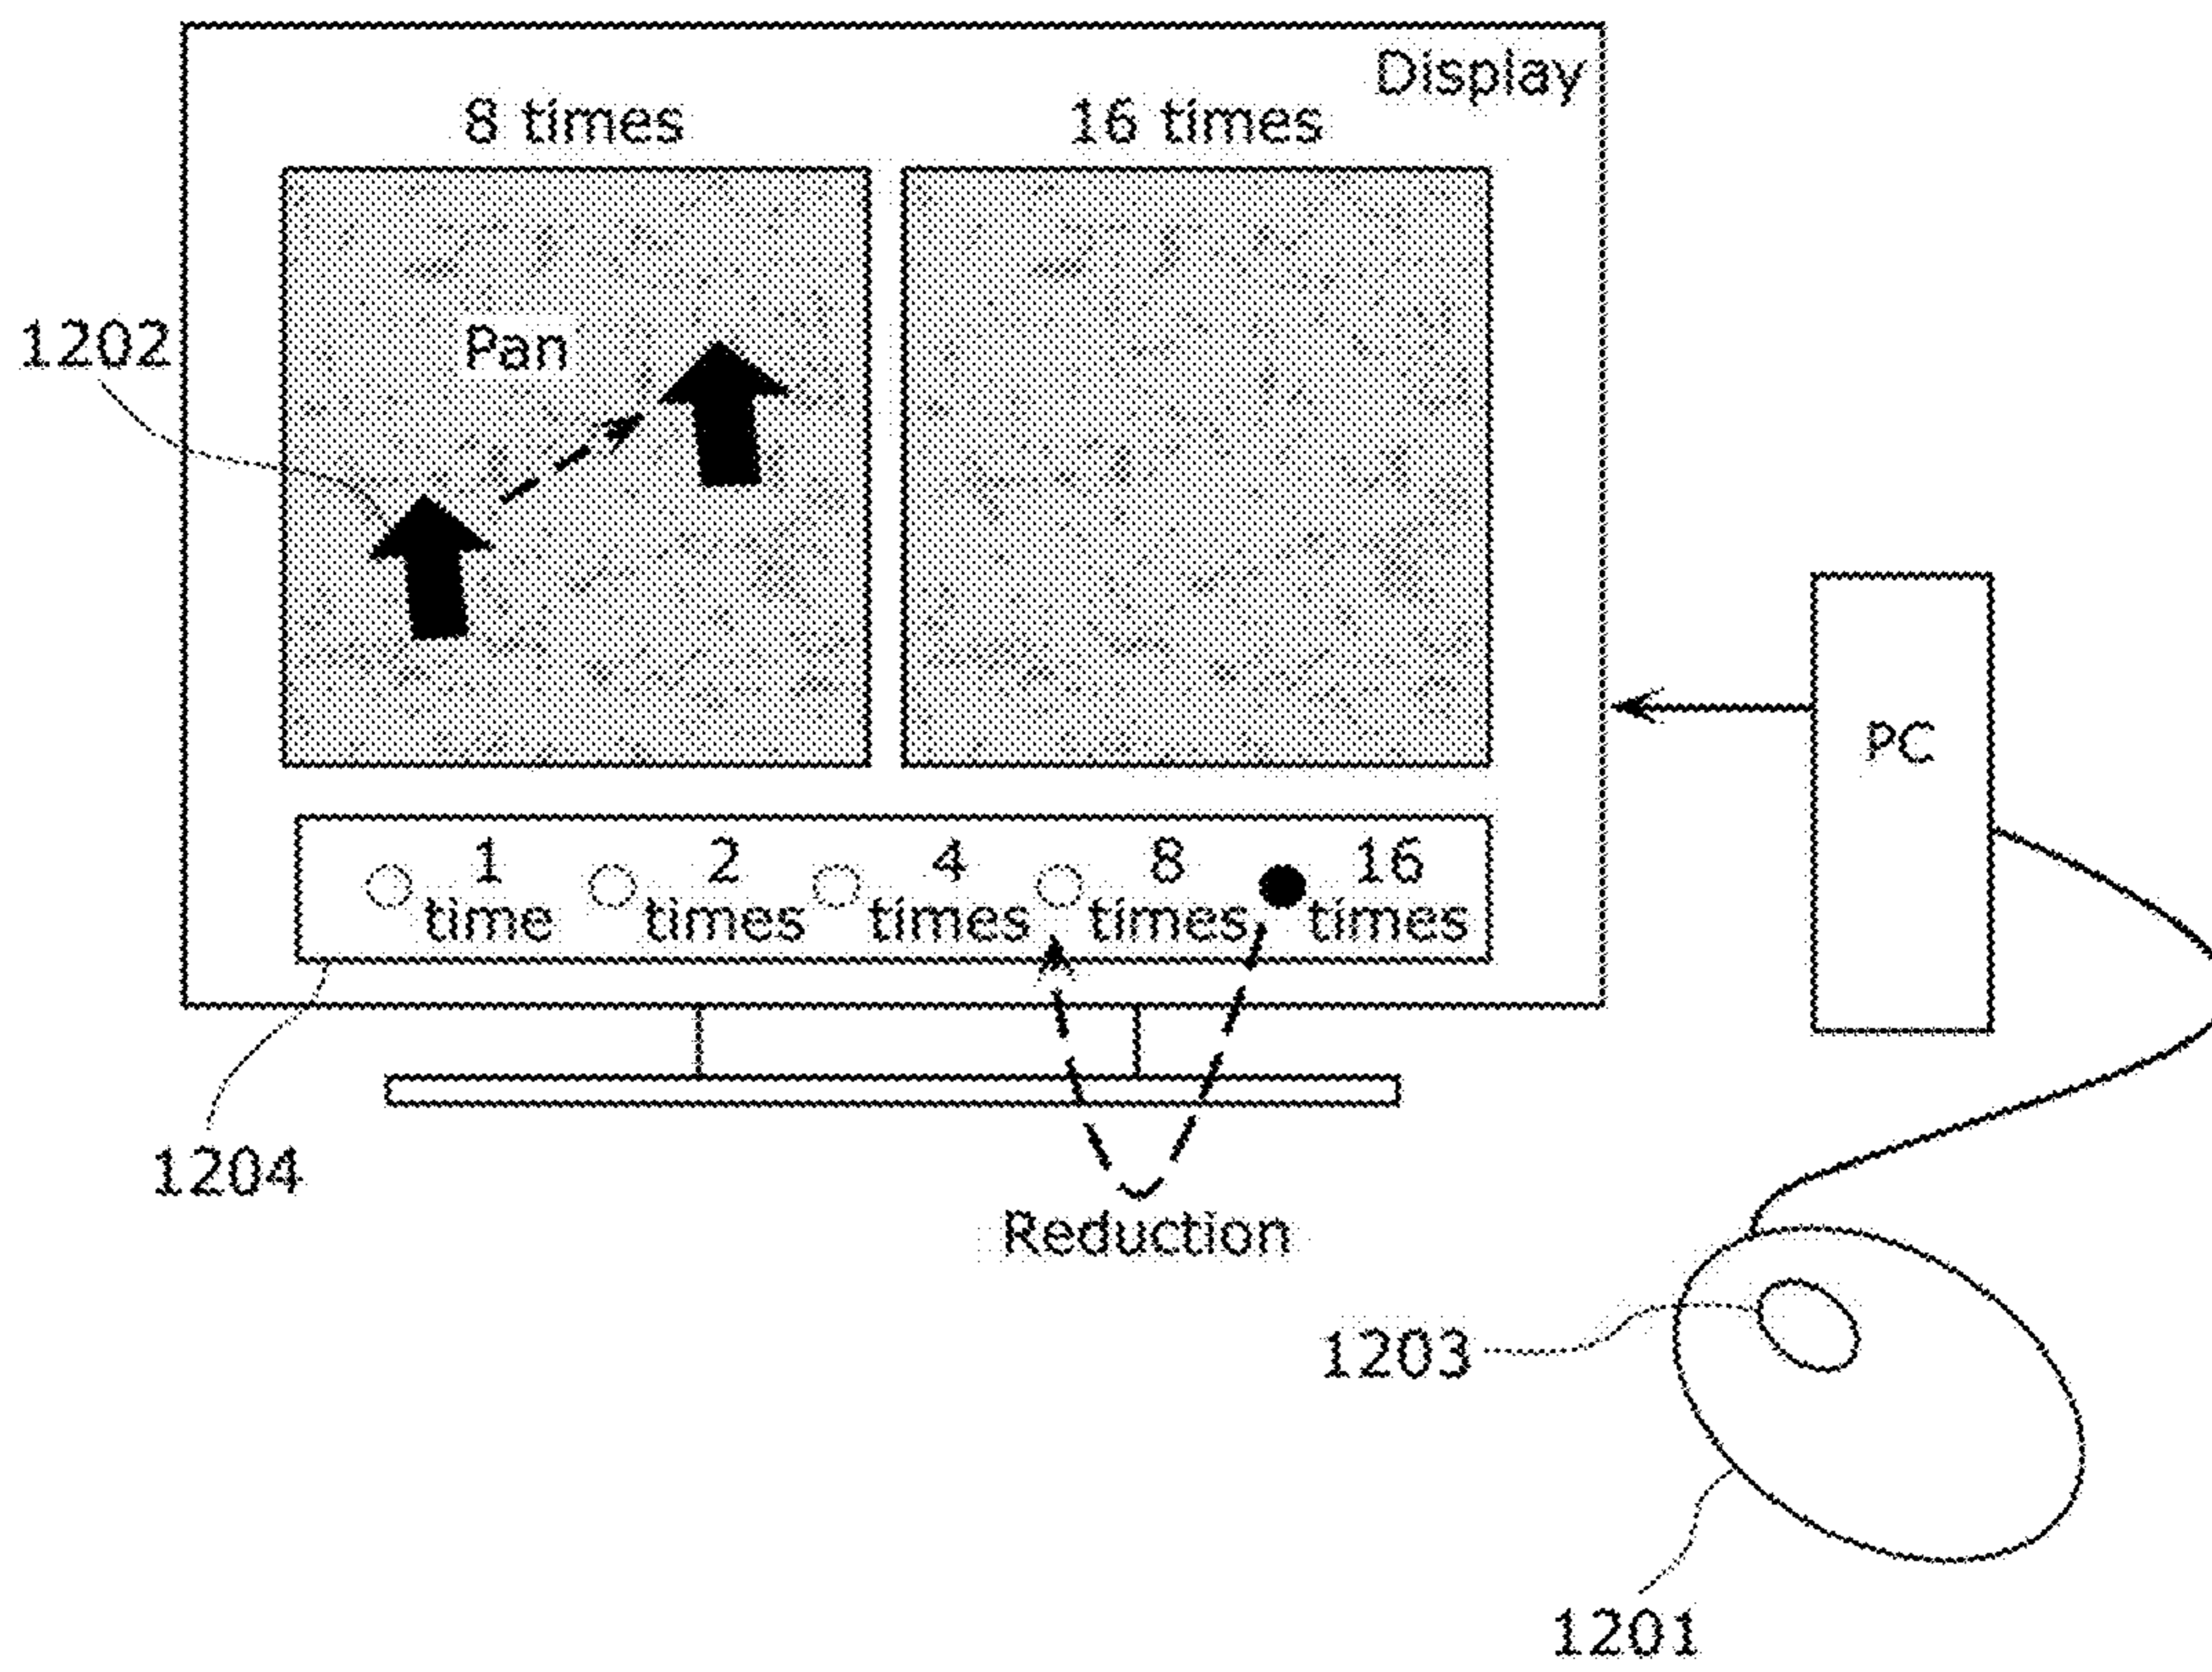 Display
8 times
16 times
1202
Pan
PC
1 2 4 8 16
time times times times times
1204
Reduction
1203
1201